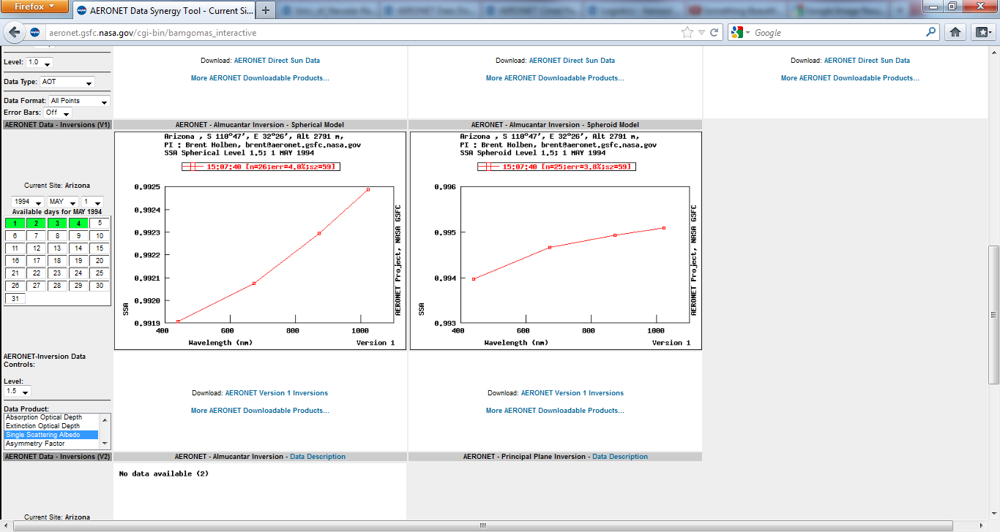 Firefox
AERONET Data Synergy Tool - Current Si...
aeronet.gsfc.nasa.gov/cgi-bin/bamgomas_interactive
Google
Level: 1.0
Data Type: AOT
Data Format: All Points
Error Bars: Off
Download: AERONET Direct Sun Data
More AERONET Downloadable Products...
Download: AERONET Direct Sun Data
More AERONET Downloadable Products...
Download: AERONET Direct Sun Data
More AERONET Downloadable Products...
AERONET Data - Inversions (V1)
AERONET - Almucantar Inversion - Spherical Model
AERONET - Almucantar Inversion - Spheroid Model
Current Site: Arizona
1994 MAY 1
Available days for MAY 1994
1 2 3 4 5
6 7 8 9 10
11 12 13 14 15
16 17 18 19 20
21 22 23 24 25
26 27 28 29 30
31
Arizona , S 110°47', E 32°26', Alt 2791 m,
PI : Brent Holben, brent@aeronet.gsfc.nasa.gov
SSA Spherical Level 1.5; 1 MAY 1994
15:07:40 [n=26;err=4.0%;sz=59]
0.9925
0.9924
0.9923
0.9922
0.9921
0.9920
0.9919
SSA
400 600 800 1000
Wavelength (nm)
Version 1
AERONET Project, NASA GSFC
Arizona , S 110°47', E 32°26', Alt 2791 m,
PI : Brent Holben, brent@aeronet.gsfc.nasa.gov
SSA Spheroid Level 1.5; 1 MAY 1994
15:07:40 [n=25;err=3.8%;sz=59]
0.996
0.995
0.994
0.993
SSA
400 600 800 1000
Wavelength (nm)
Version 1
AERONET Project, NASA GSFC
AERONET-Inversion Data
Controls:
Level:
1.5
Data Product:
Absorption Optical Depth
Extinction Optical Depth
Single Scattering Albedo
Asymmetry Factor
Download: AERONET Version 1 Inversions
More AERONET Downloadable Products...
Download: AERONET Version 1 Inversions
More AERONET Downloadable Products...
AERONET Data - Inversions (V2)
AERONET - Almucantar Inversion - Data Description
AERONET - Principal Plane Inversion - Data Description
No data available (2)
Current Site: Arizona